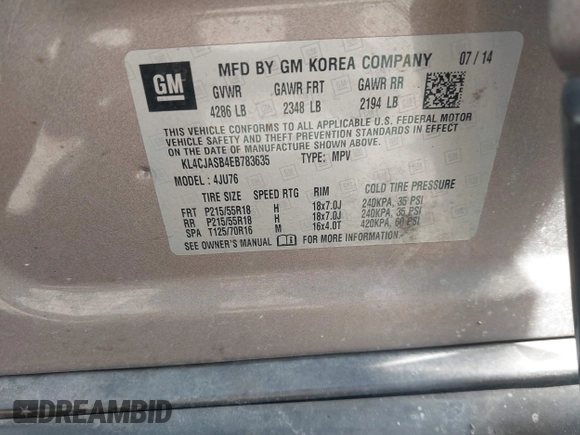 GM
MFD BY GM KOREA COMPANY 07/14
GVWR GAWR FRT GAWR RR
4286 LB 2348 LB 2194 LB
THIS VEHICLE CONFORMS TO ALL APPLICABLE U.S. FEDERAL MOTOR
VEHICLE SAFETY AND THEFT PREVENTION STANDARDS IN EFFECT
ON THE DATE OF MANUFACTURE SHOWN ABOVE.
KL4CJASB4EB783635 TYPE: MPV
MODEL: 4JU76
TIRE SIZE SPEED RTG RIM COLD TIRE PRESSURE
FRT P215/55R18 H 18x7.0J 240KPA, 35 PSI
RR P215/55R18 H 18x7.0J 240KPA, 35 PSI
SPA T125/70R16 M 16x4.0T 420KPA, 60 PSI
SEE OWNER'S MANUAL FOR MORE INFORMATION.
DREAMBID